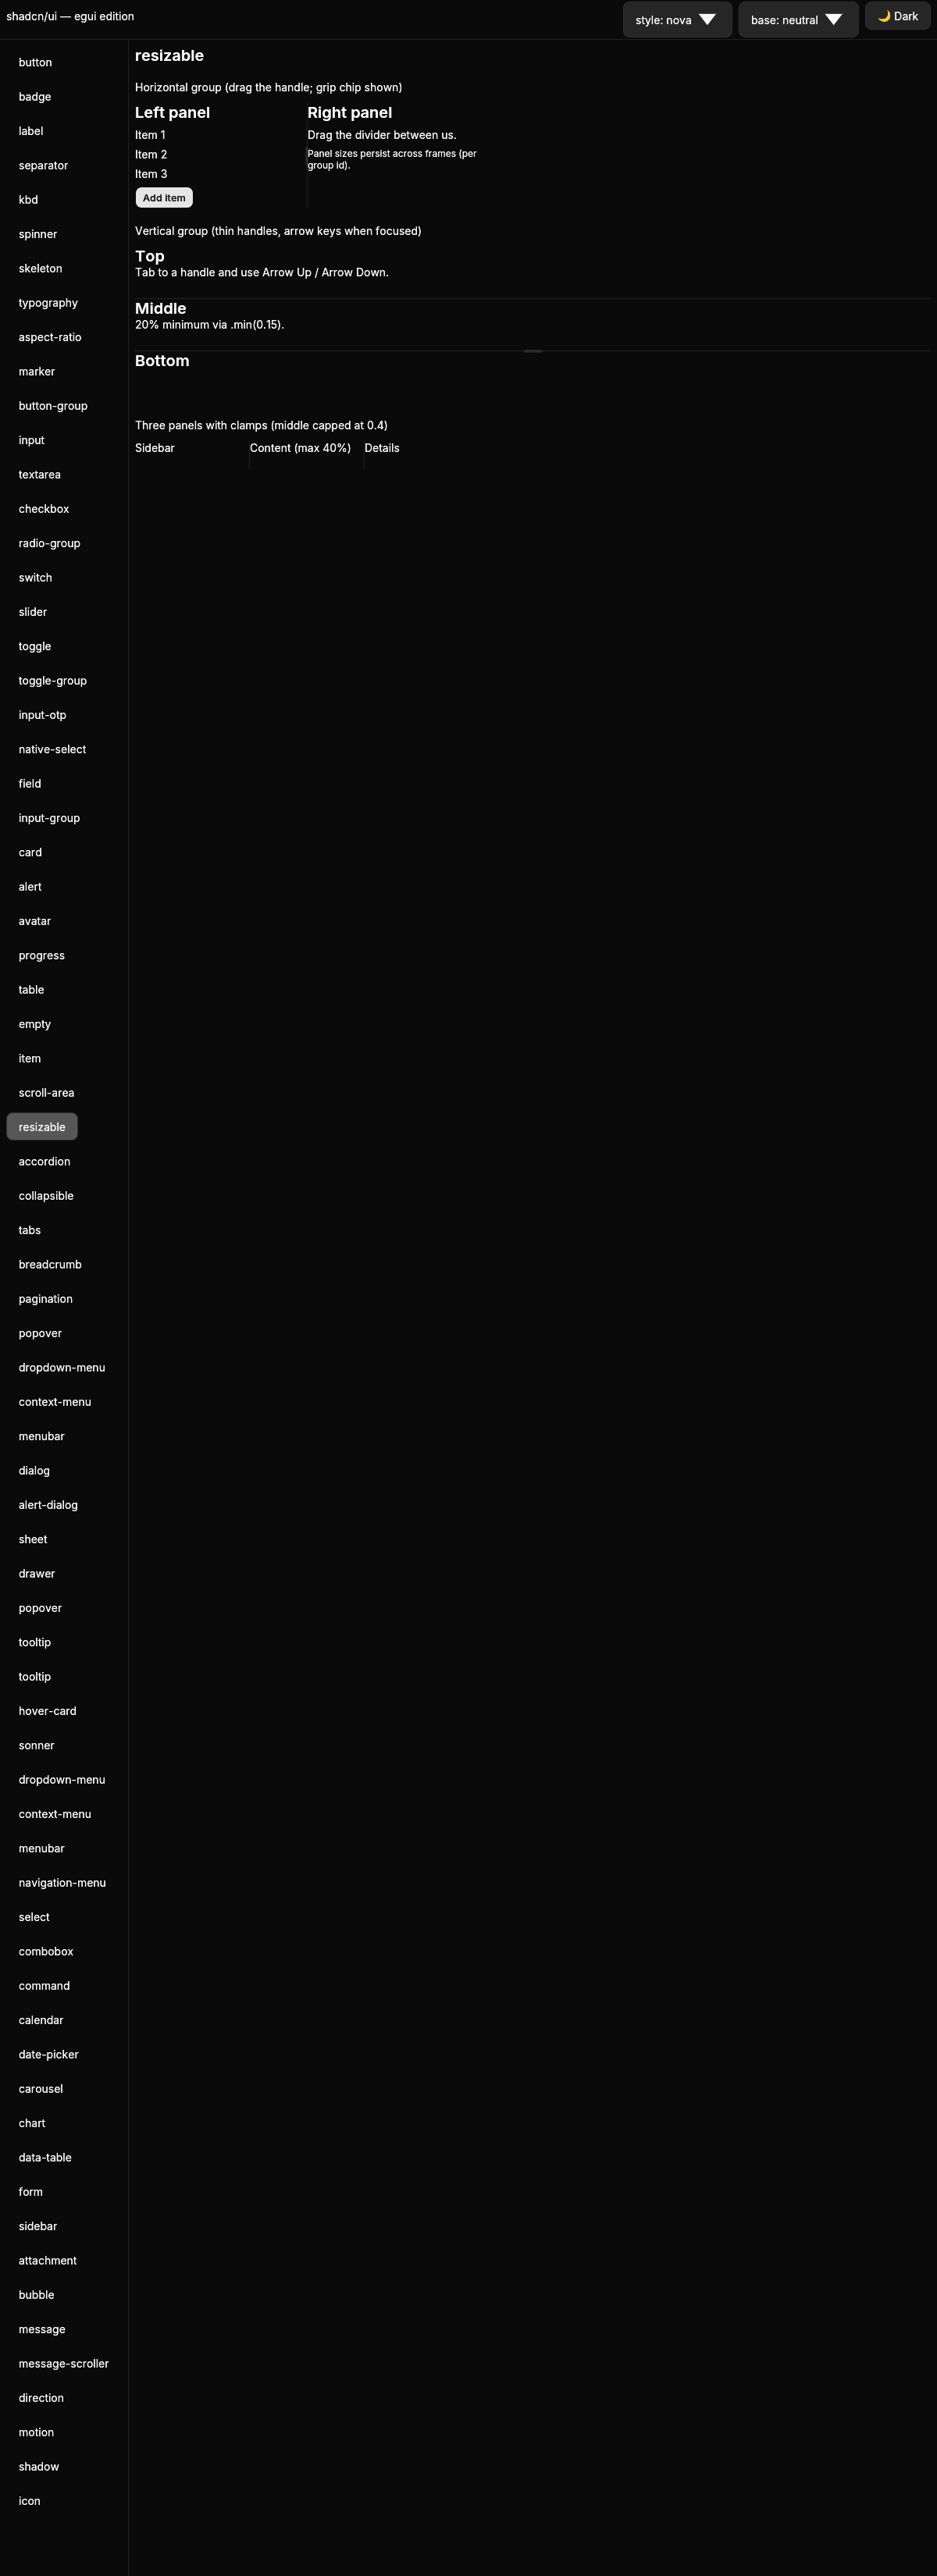 shadcn/ui — egui edition
style: nova
base: neutral
🌙 Dark
button
badge
label
separator
kbd
spinner
skeleton
typography
aspect-ratio
marker
button-group
input
textarea
checkbox
radio-group
switch
slider
toggle
toggle-group
input-otp
native-select
field
input-group
card
alert
avatar
progress
table
empty
item
scroll-area
resizable
accordion
collapsible
tabs
breadcrumb
pagination
popover
dropdown-menu
context-menu
menubar
dialog
alert-dialog
sheet
drawer
popover
tooltip
tooltip
hover-card
sonner
dropdown-menu
context-menu
menubar
navigation-menu
select
combobox
command
calendar
date-picker
carousel
chart
data-table
form
sidebar
attachment
bubble
message
message-scroller
direction
motion
shadow
icon
resizable
Horizontal group (drag the handle; grip chip shown)
Left panel
Item 1
Item 2
Item 3
Add item
Right panel
Drag the divider between us.
Panel sizes persist across frames (per
group id).
Vertical group (thin handles, arrow keys when focused)
Top
Tab to a handle and use Arrow Up / Arrow Down.
Middle
20% minimum via .min(0.15).
Bottom
Three panels with clamps (middle capped at 0.4)
Sidebar
Content (max 40%)
Details